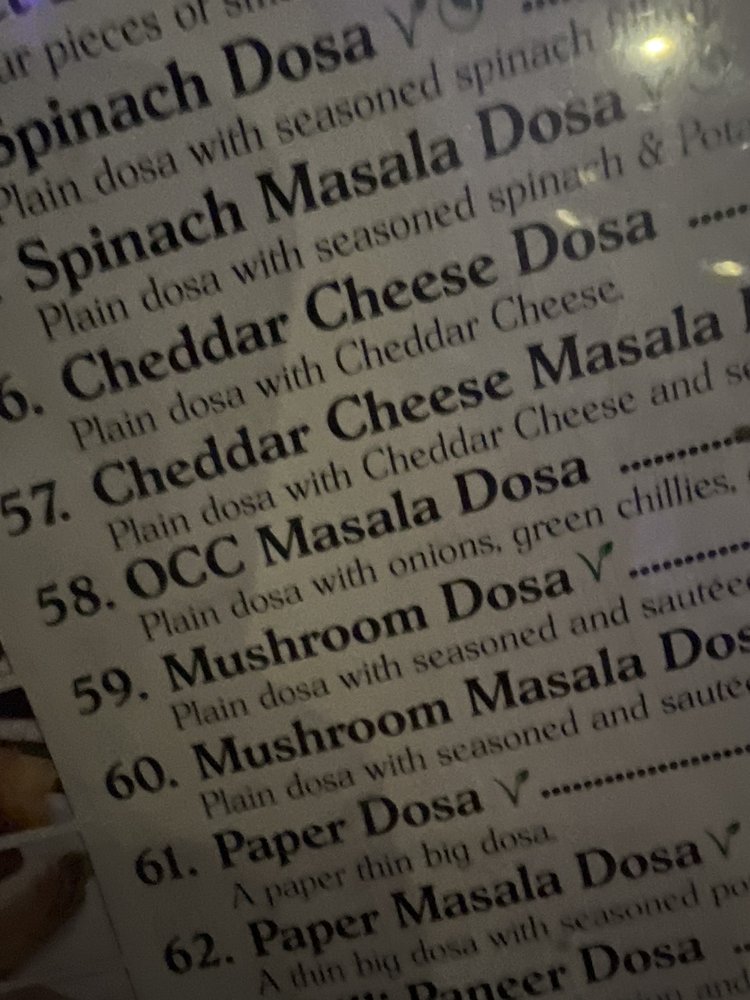 pieces of
Spinach Dosa
Plain dosa with seasoned spinach filling.
Spinach Masala Dosa
Plain dosa with seasoned spinach &
6. Cheddar Cheese Dosa ......
Plain dosa with Cheddar Cheese.
57. Cheddar Cheese Masala
Plain dosa with Cheddar Cheese and
58. OCC Masala Dosa ..............
Plain dosa with onions, green chillies,
59. Mushroom Dosa ..............
Plain dosa with seasoned and
60. Mushroom Masala
Plain dosa with seasoned and
61. Paper Dosa ........................
A paper thin big dosa.
62. Paper Masala Dosa
A thin big dosa with seasoned
Paneer Dosa ..